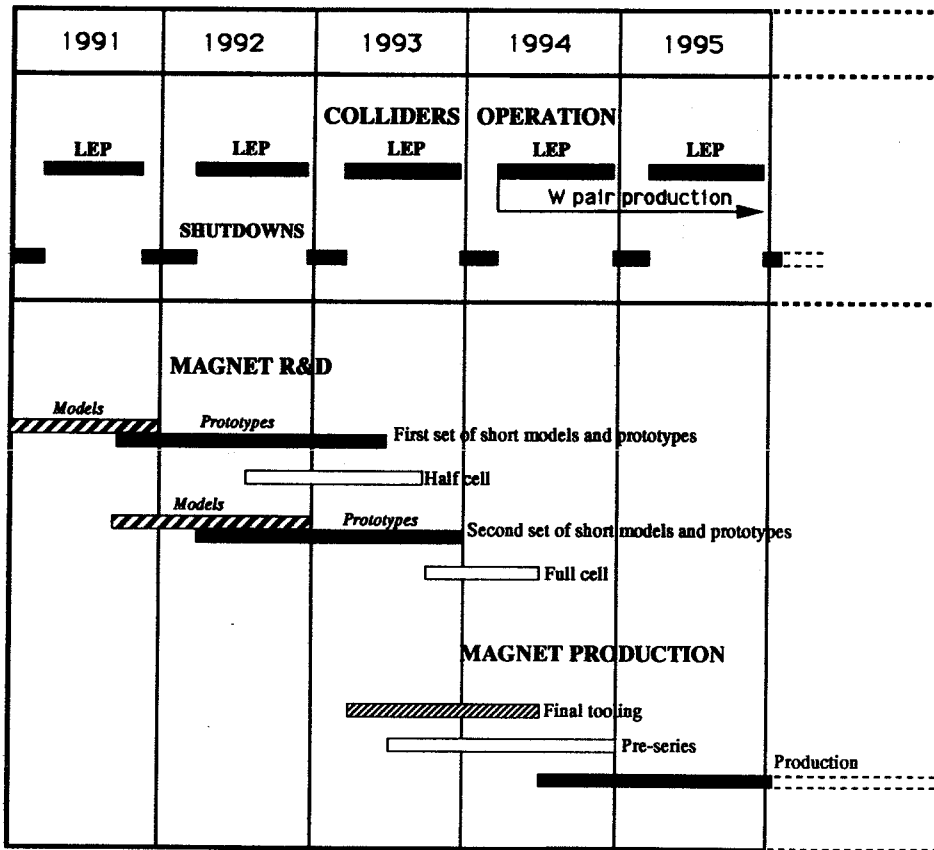 1991 1992 1993 1994 1995
COLLIDERS OPERATION
LEP LEP LEP LEP LEP
W pair production
SHUTDOWNS
MAGNET R&D
Models
Prototypes
First set of short models and prototypes
Half cell
Models
Prototypes
Second set of short models and prototypes
Full cell
MAGNET PRODUCTION
Final tooling
Pre-series
Production